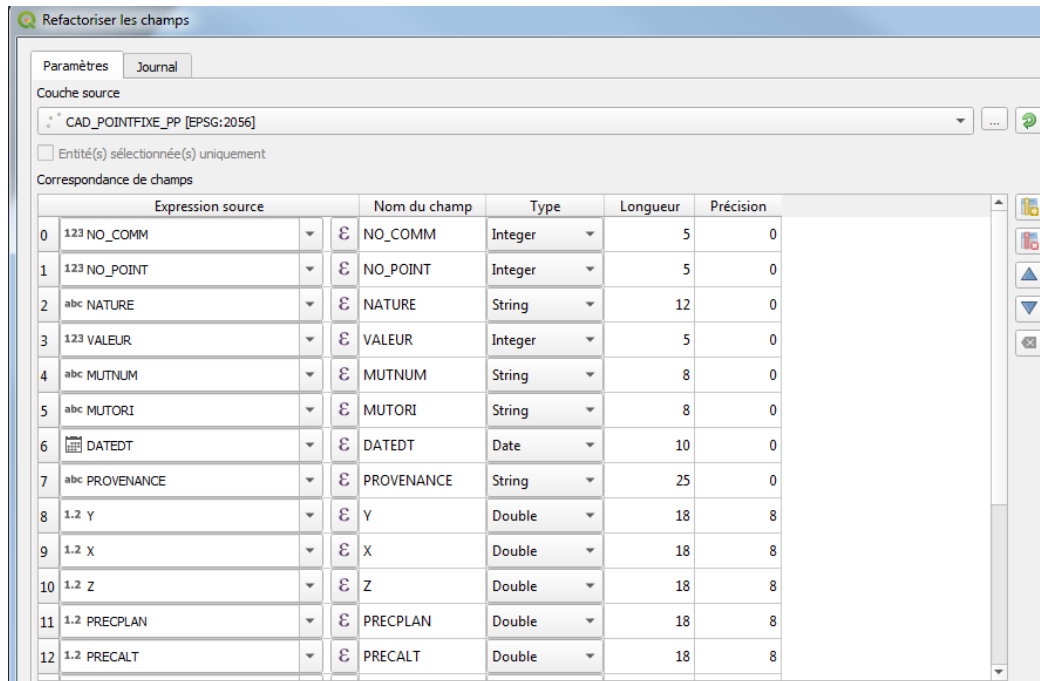 Refactoriser les champs
Paramètres Journal
Couche source
CAD_POINTFIXE_PP [EPSG:2056] ...
Entité(s) sélectionnée(s) uniquement
Correspondance de champs
Expression source Nom du champ Type Longueur Précision
0 123 NO_COMM ε NO_COMM Integer 5 0
1 123 NO_POINT ε NO_POINT Integer 5 0
2 abc NATURE ε NATURE String 12 0
3 123 VALEUR ε VALEUR Integer 5 0
4 abc MUTNUM ε MUTNUM String 8 0
5 abc MUTORI ε MUTORI String 8 0
6 DATEDT ε DATEDT Date 10 0
7 abc PROVENANCE ε PROVENANCE String 25 0
8 1.2 Y ε Y Double 18 8
9 1.2 X ε X Double 18 8
10 1.2 Z ε Z Double 18 8
11 1.2 PRECPLAN ε PRECPLAN Double 18 8
12 1.2 PRECALT ε PRECALT Double 18 8